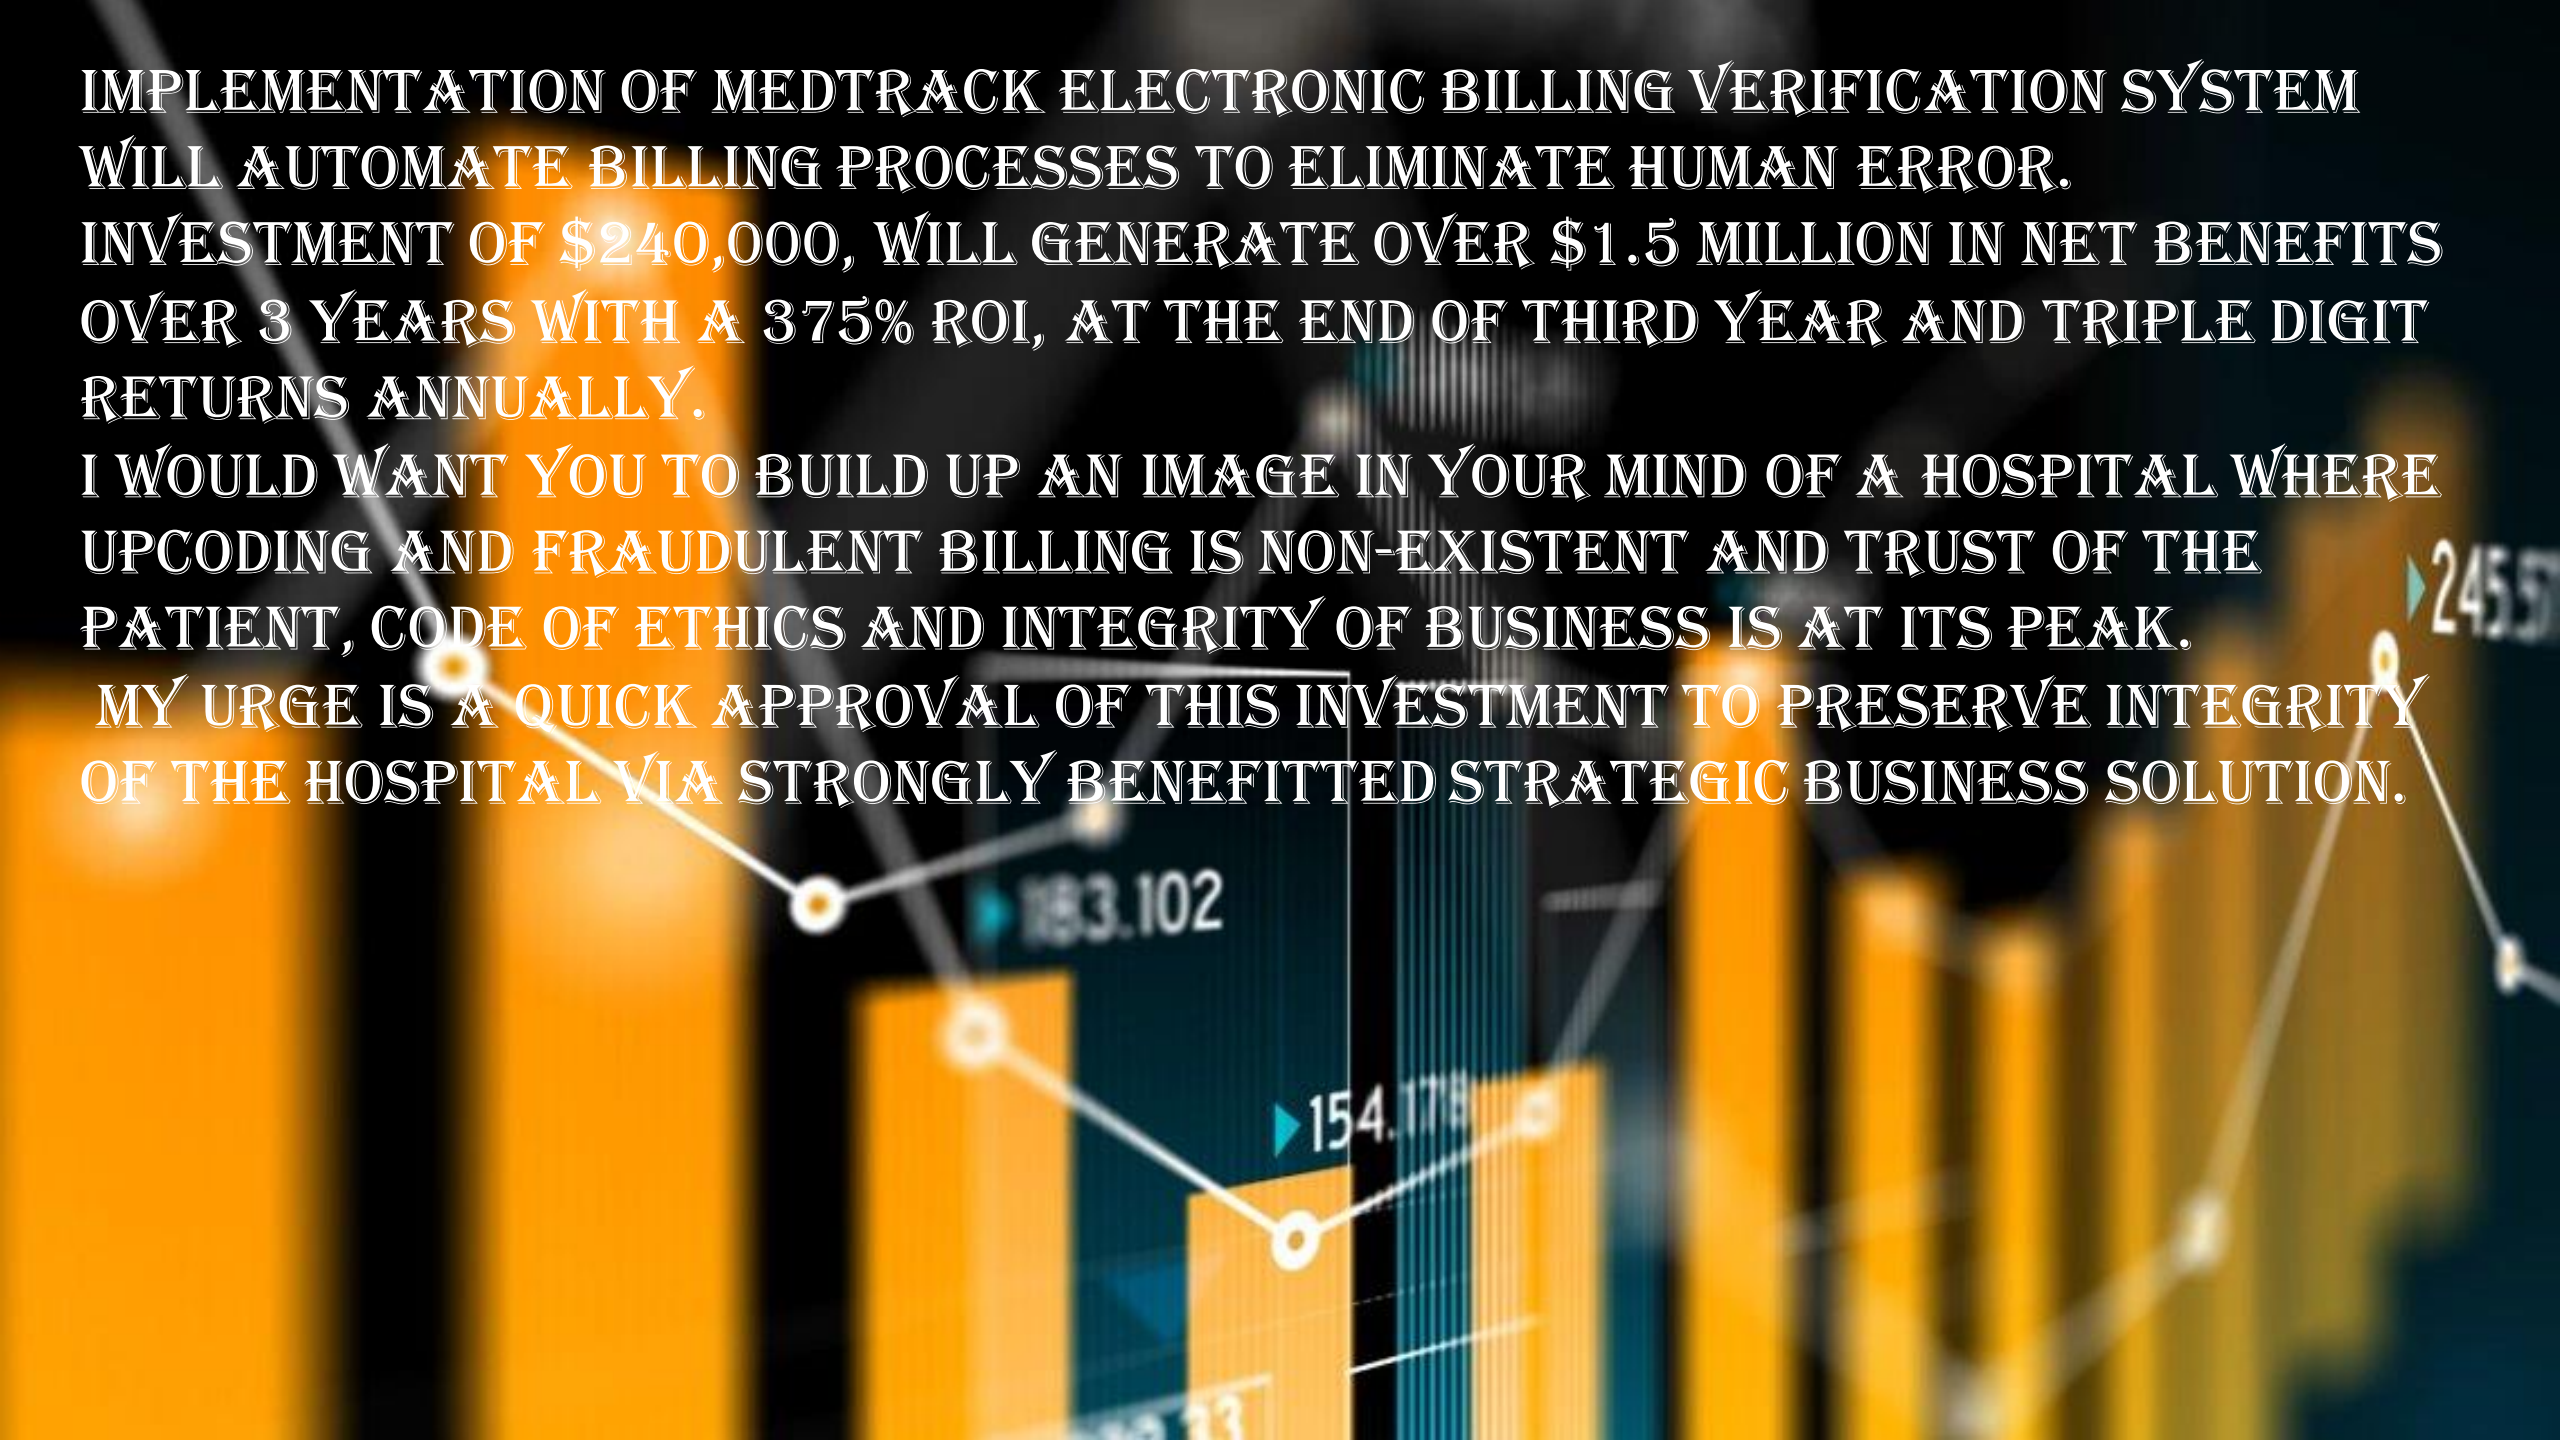 IMPLEMENTATION OF MEDTRACK ELECTRONIC BILLING VERIFICATION SYSTEM
WILL AUTOMATE BILLING PROCESSES TO ELIMINATE HUMAN ERROR.
INVESTMENT OF $240,000, WILL GENERATE OVER $1.5 MILLION IN NET BENEFITS
OVER 3 YEARS WITH A 375% ROI, AT THE END OF THIRD YEAR AND TRIPLE DIGIT
RETURNS ANNUALLY.
I WOULD WANT YOU TO BUILD UP AN IMAGE IN YOUR MIND OF A HOSPITAL WHERE
UPCODING AND FRAUDULENT BILLING IS NON-EXISTENT AND TRUST OF THE
PATIENT, CODE OF ETHICS AND INTEGRITY OF BUSINESS IS AT ITS PEAK.
MY URGE IS A QUICK APPROVAL OF THIS INVESTMENT TO PRESERVE INTEGRITY
OF THE HOSPITAL VIA STRONGLY BENEFITTED STRATEGIC BUSINESS SOLUTION.
183.102